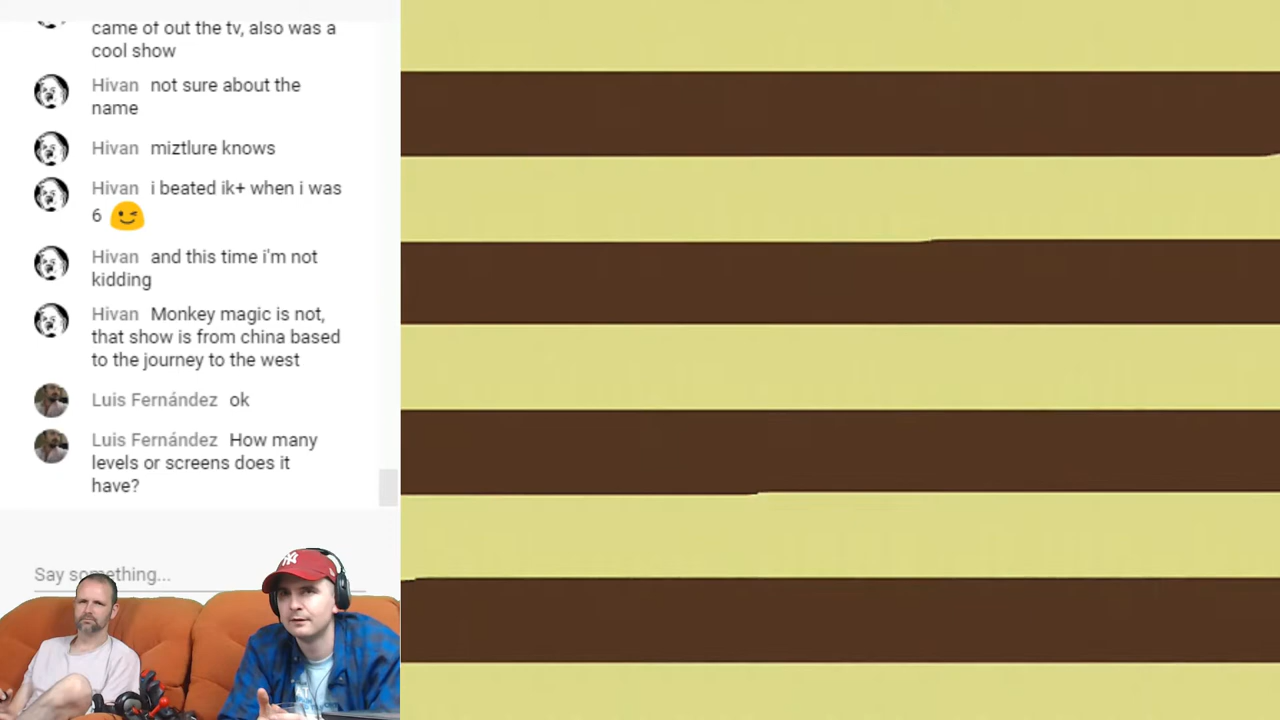 came of out the tv, also was a
cool show
Hivan not sure about the
name
Hivan miztlure knows
Hivan i beated ik+ when i was
6 😉
Hivan and this time i'm not
kidding
Hivan Monkey magic is not,
that show is from china based
to the journey to the west
Luis Fernández ok
Luis Fernández How many
levels or screens does it
have?
Say something...